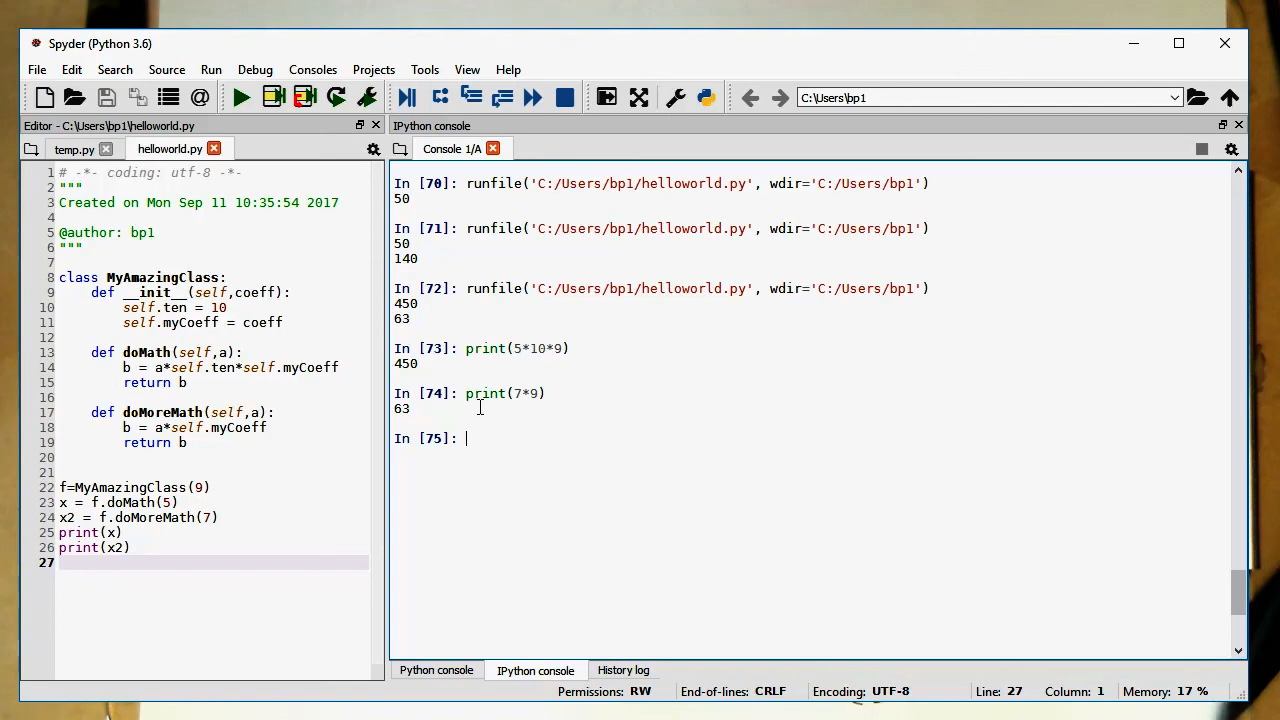 Spyder (Python 3.6)
File Edit Search Source Run Debug Consoles Projects Tools View Help
C:\Users\bp1
Editor - C:\Users\bp1\helloworld.py
temp.py helloworld.py
1 # -*- coding: utf-8 -*-
2 """
3 Created on Mon Sep 11 10:35:54 2017
4
5 @author: bp1
6 """
7
8 class MyAmazingClass:
9     def __init__(self,coeff):
10         self.ten = 10
11         self.myCoeff = coeff
12
13     def doMath(self,a):
14         b = a*self.ten*self.myCoeff
15         return b
16
17     def doMoreMath(self,a):
18         b = a*self.myCoeff
19         return b
20
21
22 f=MyAmazingClass(9)
23 x = f.doMath(5)
24 x2 = f.doMoreMath(7)
25 print(x)
26 print(x2)
27
IPython console
Console 1/A
In [70]: runfile('C:/Users/bp1/helloworld.py', wdir='C:/Users/bp1')
50
In [71]: runfile('C:/Users/bp1/helloworld.py', wdir='C:/Users/bp1')
50
140
In [72]: runfile('C:/Users/bp1/helloworld.py', wdir='C:/Users/bp1')
450
63
In [73]: print(5*10*9)
450
In [74]: print(7*9)
63
In [75]:
Python console IPython console History log
Permissions: RW End-of-lines: CRLF Encoding: UTF-8 Line: 27 Column: 1 Memory: 17 %